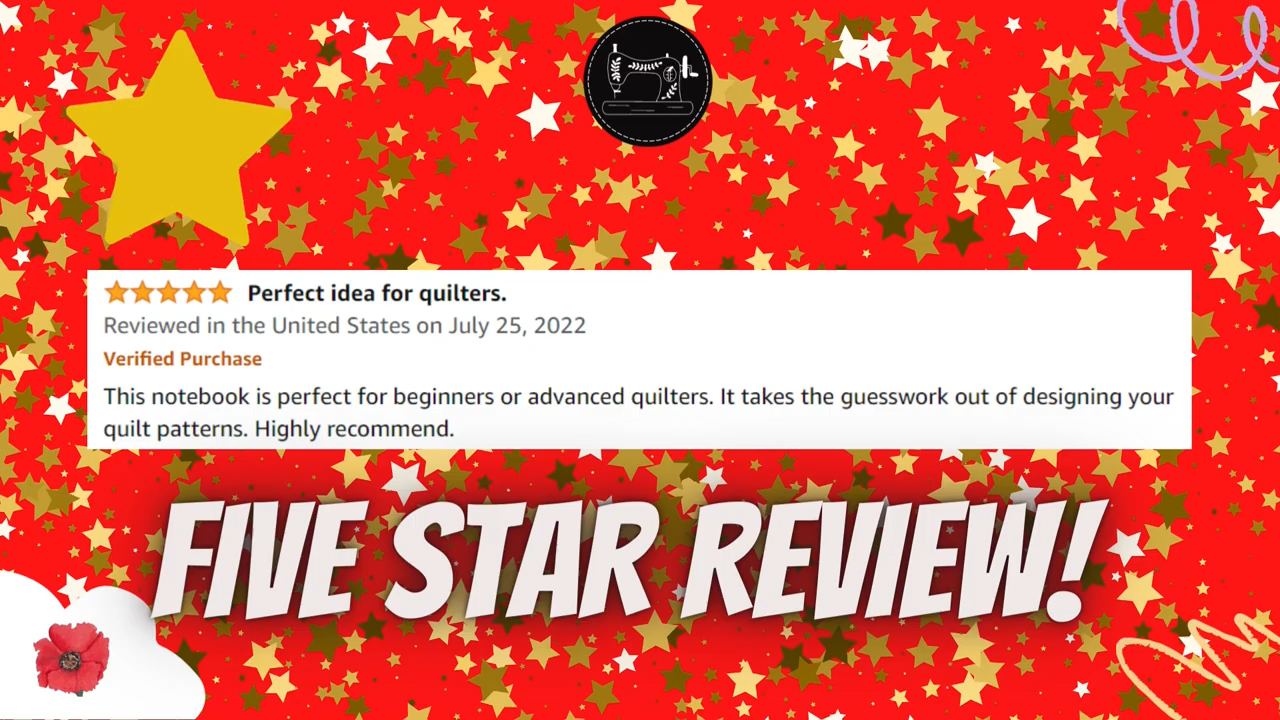 Perfect idea for quilters.
Reviewed in the United States on July 25, 2022
Verified Purchase
This notebook is perfect for beginners or advanced quilters. It takes the guesswork out of designing your
quilt patterns. Highly recommend.
FIVE STAR REVIEW!